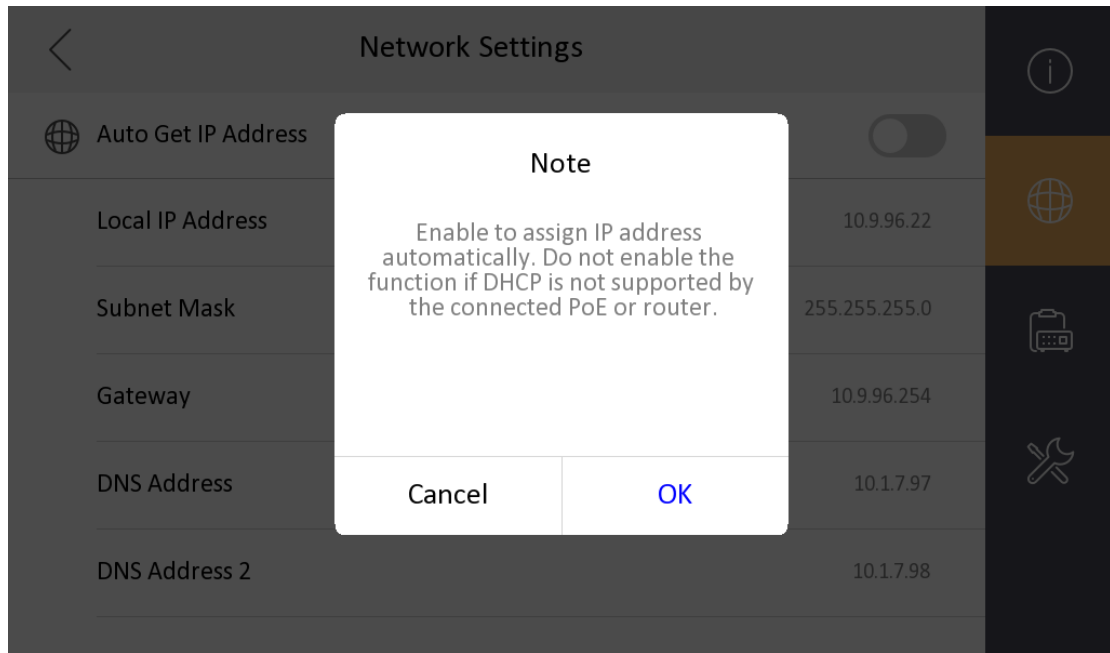 Network Settings
Auto Get IP Address
Note
Enable to assign IP address
automatically. Do not enable the
function if DHCP is not supported by
the connected PoE or router.
Cancel
OK
Local IP Address
10.9.96.22
Subnet Mask
255.255.255.0
Gateway
10.9.96.254
DNS Address
10.1.7.97
DNS Address 2
10.1.7.98